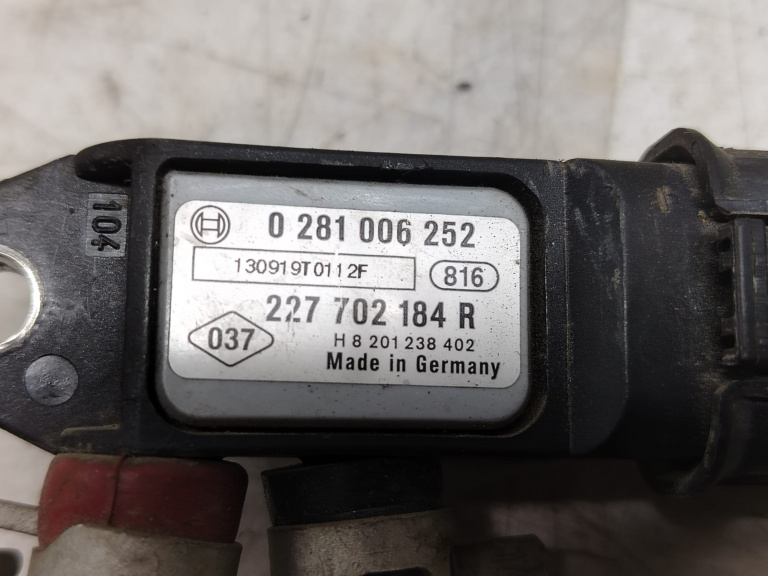 104
0 281 006 252
130919T0112F
816
227 702 184 R
037
H 8 201 238 402
Made in Germany